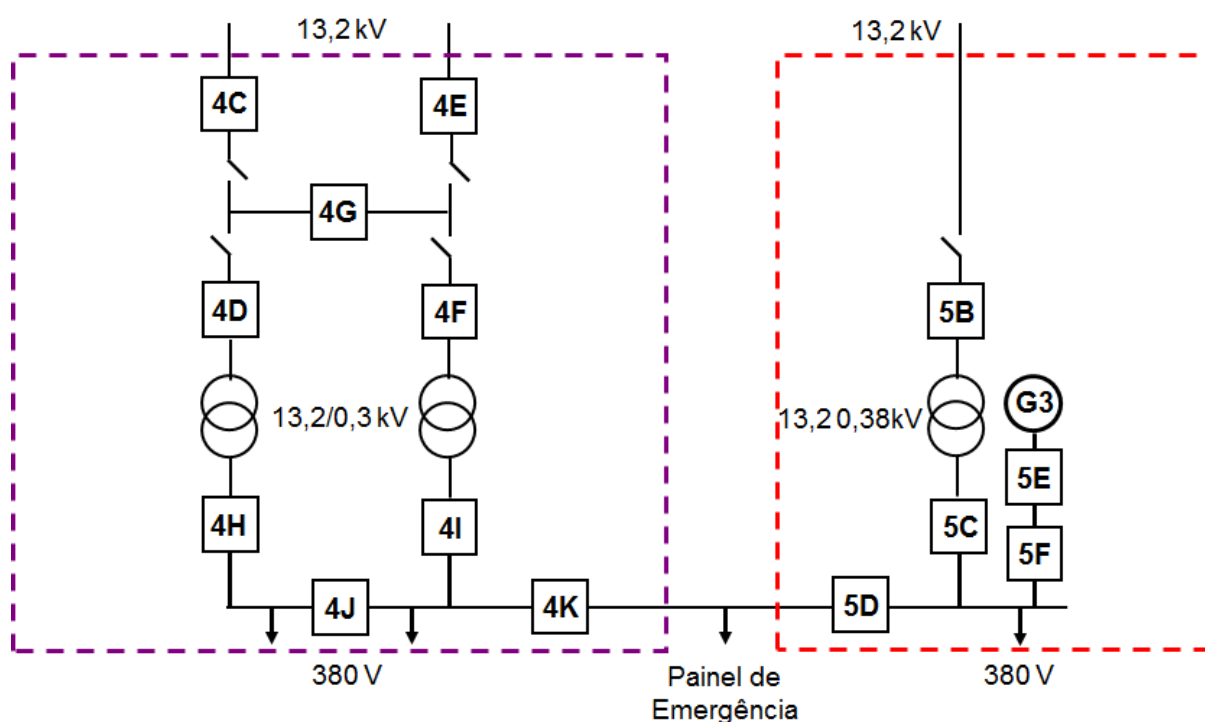 13,2 kV
13,2 kV
4C
4E
4G
4D
4F
5B
13,2/0,3 kV
13,2 0,38kV
G3
5E
4H
4I
5C
5F
4J
4K
5D
380 V
Painel de
Emergência
380 V